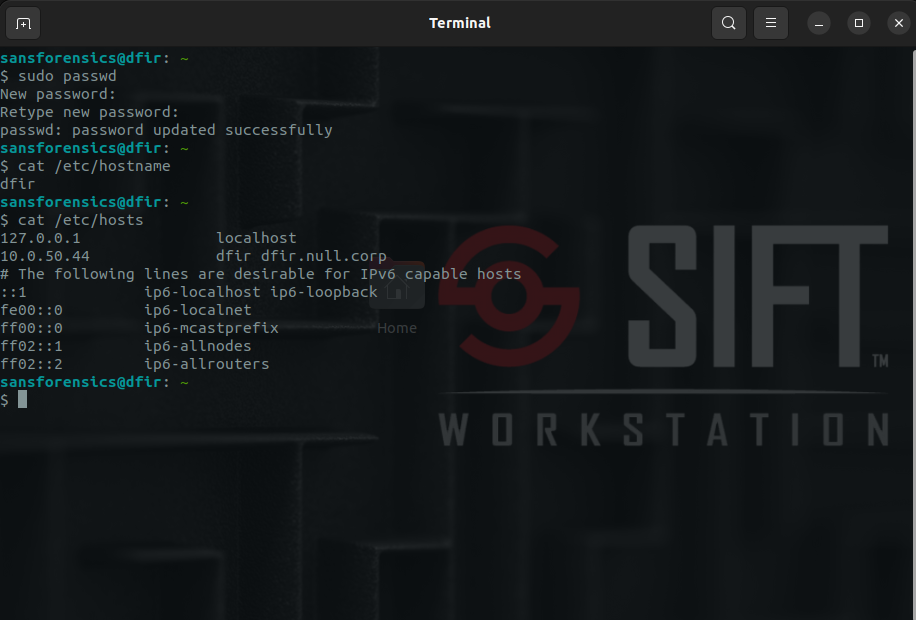 Terminal
sansforensics@dfir: ~
$ sudo passwd
New password:
Retype new password:
passwd: password updated successfully
sansforensics@dfir: ~
$ cat /etc/hostname
dfir
sansforensics@dfir: ~
$ cat /etc/hosts
127.0.0.1               localhost
10.0.50.44              dfir dfir.null.corp
# The following lines are desirable for IPv6 capable hosts
::1             ip6-localhost ip6-loopback
fe00::0         ip6-localnet
ff00::0         ip6-mcastprefix
ff02::1         ip6-allnodes
ff02::2         ip6-allrouters
sansforensics@dfir: ~
$
Home
SIFT™
WORKSTATION